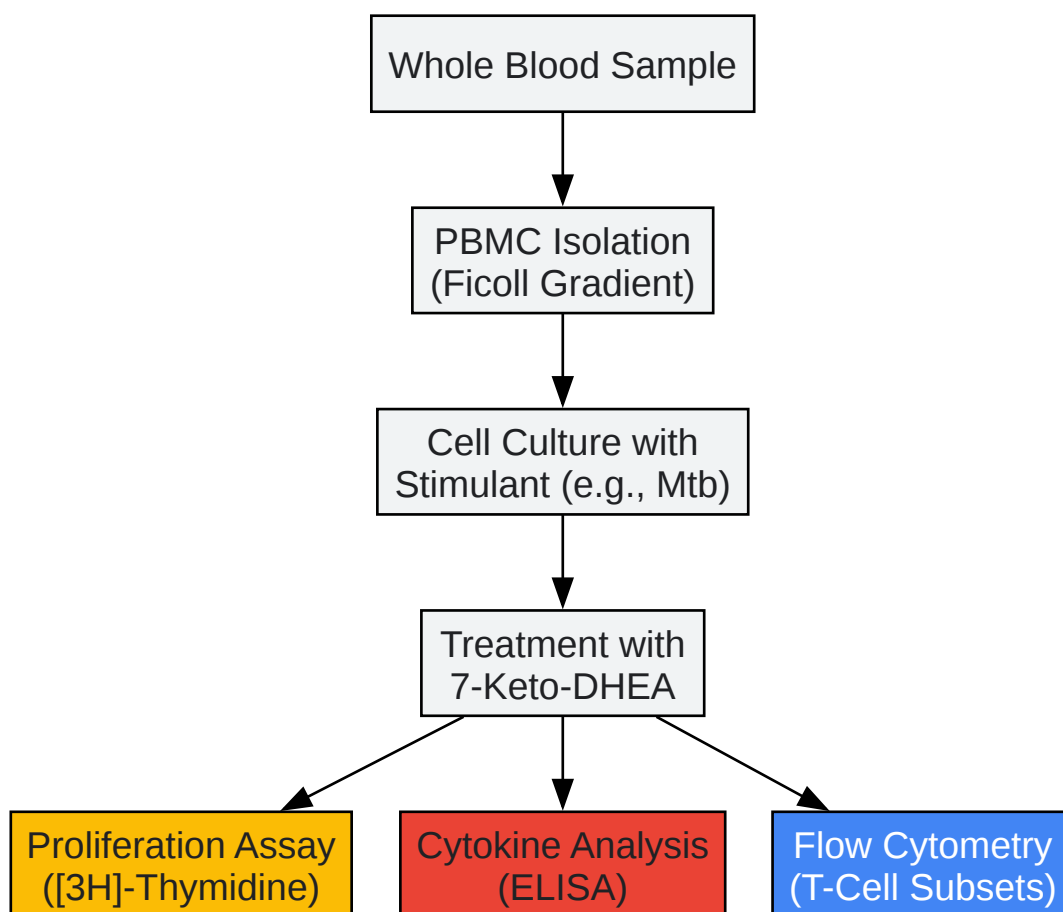 Whole Blood Sample
PBMC Isolation
(Ficoll Gradient)
Cell Culture with
Stimulant (e.g., Mtb)
Treatment with
7-Keto-DHEA
Proliferation Assay
([3H]-Thymidine)
Cytokine Analysis
(ELISA)
Flow Cytometry
(T-Cell Subsets)